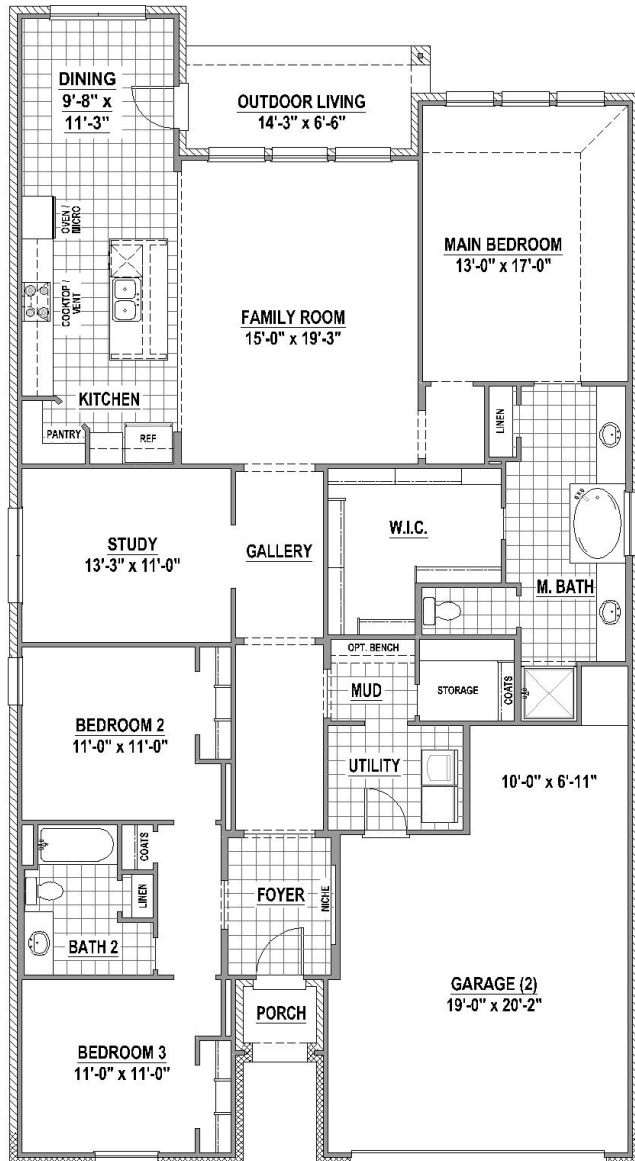 DINING
9'-8" x
11'-3"
OUTDOOR LIVING
14'-3" x 6'-6"
OVEN /
MICRO
COOKTOP /
VENT
MAIN BEDROOM
13'-0" x 17'-0"
FAMILY ROOM
15'-0" x 19'-3"
KITCHEN
PANTRY
REF
LINEN
STUDY
13'-3" x 11'-0"
GALLERY
W.I.C.
M. BATH
OPT. BENCH
MUD
STORAGE
COATS
BEDROOM 2
11'-0" x 11'-0"
UTILITY
10'-0" x 6'-11"
COATS
LINEN
BATH 2
FOYER
NICHE
PORCH
GARAGE (2)
19'-0" x 20'-2"
BEDROOM 3
11'-0" x 11'-0"